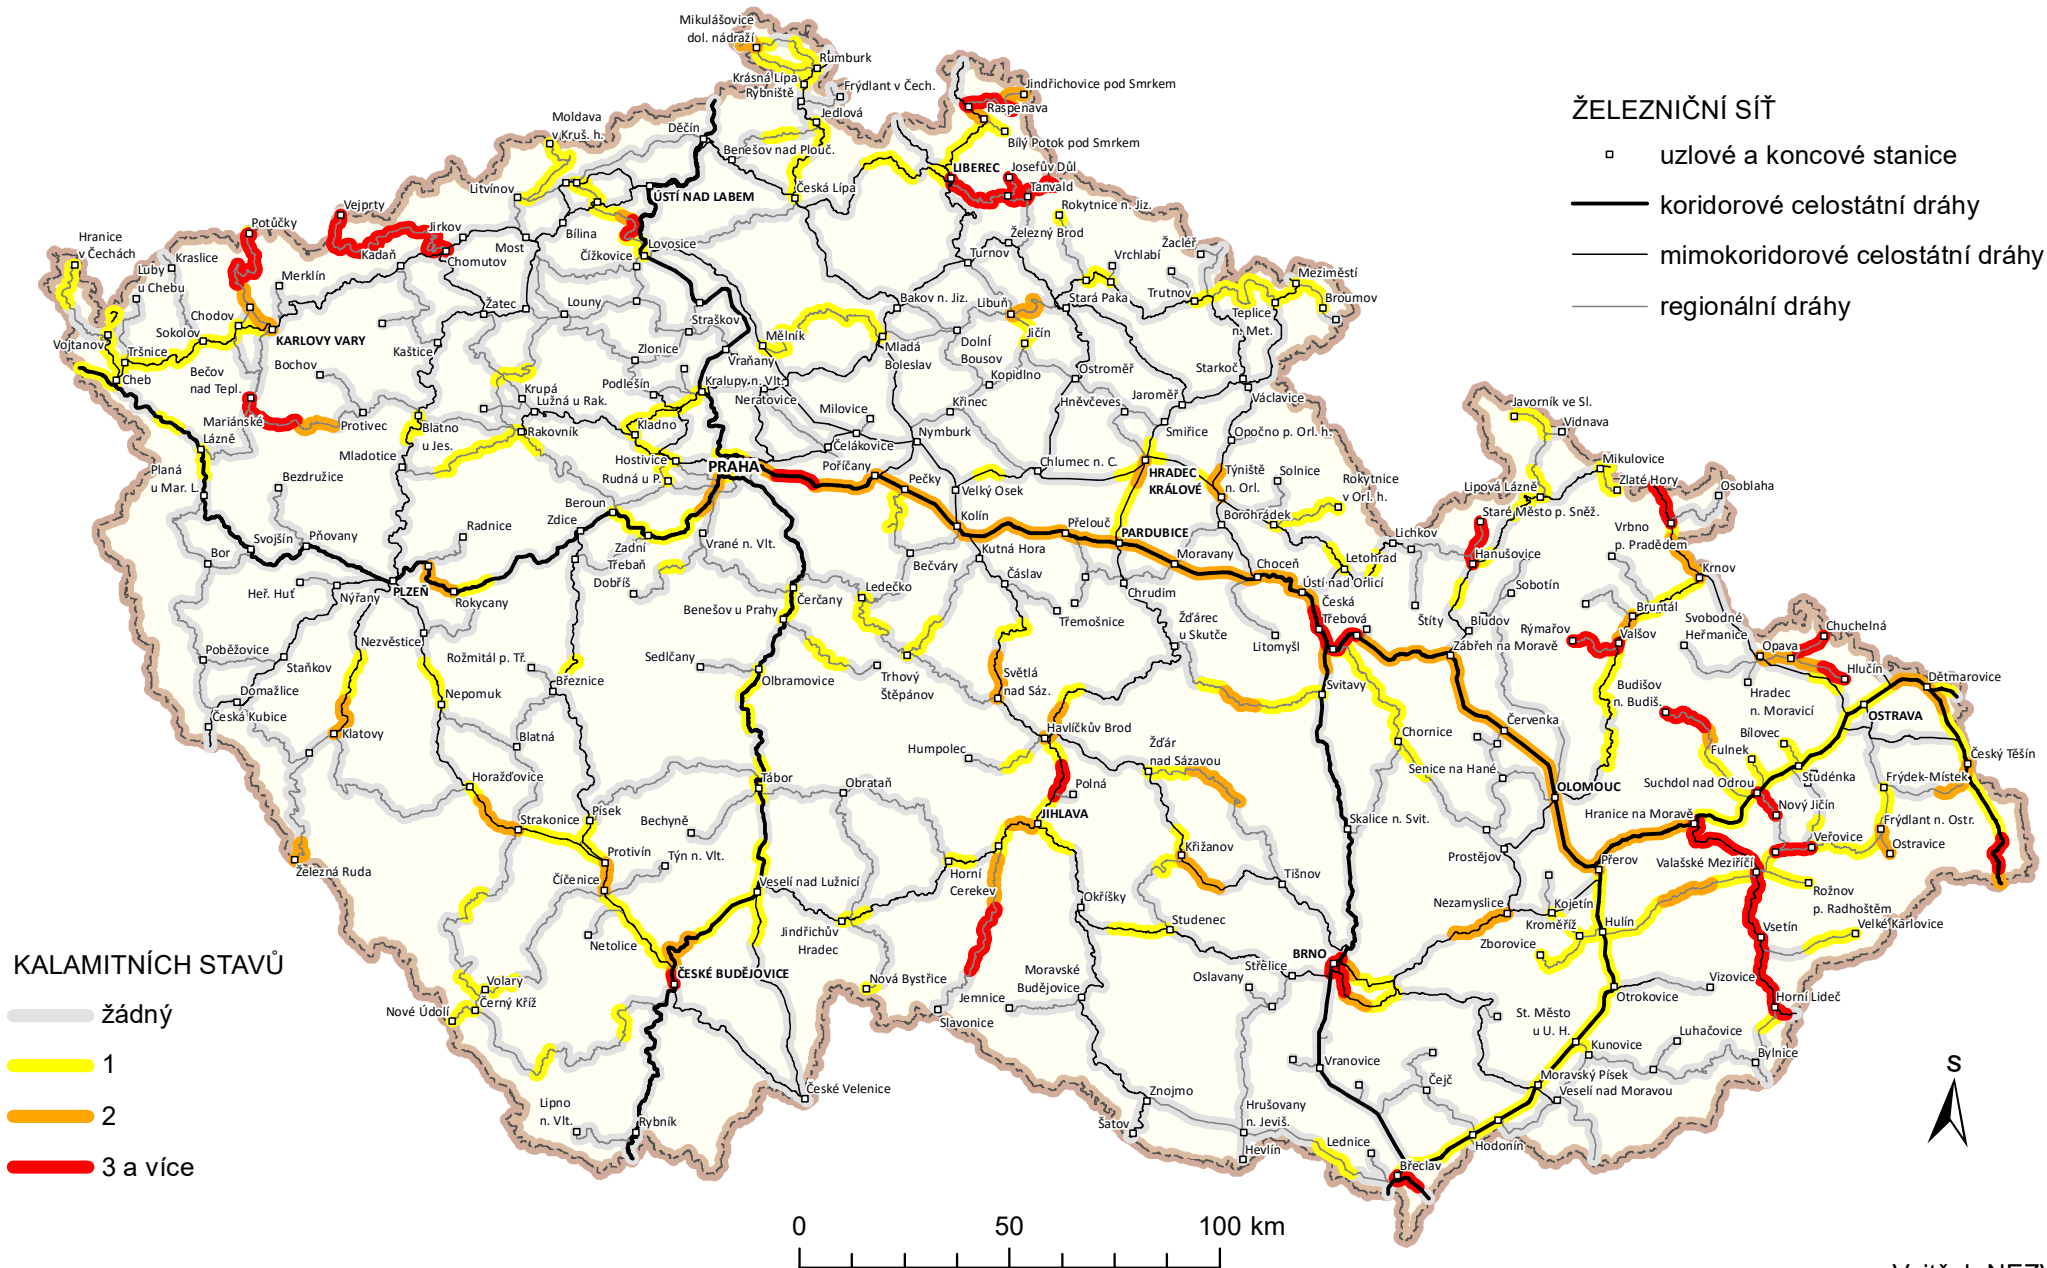 Mikulášovice
dol. nádraží
Rumburk
Krásná Lípa
Rybniště
Frýdlant v Čech.
Jedlová
Jindřichovice pod Smrkem
Raspenava
Bílý Potok pod Smrkem
Moldava
v Kruš. h.
Děčín
Benešov nad Plouč.
LIBEREC
Josefův Důl
Tanvald
Litvínov
ÚSTÍ NAD LABEM
Česká Lípa
Rokytnice n. Jiz.
Vejprty
Jirkov
Potůčky
Most
Bílina
Lovosice
Železný Brod
Žacléř
Hranice
v Čechách
Kraslice
Luby
u Chebu
Kadaň
Chomutov
Čížkovice
Turnov
Vrchlabí
Meziměstí
Merklín
Žatec
Louny
Bakov n. Jiz.
Libuň
Stará Paka
Trutnov
Broumov
Teplice
n. Met.
Chodov
Sokolov
KARLOVY VARY
Straškov
Mělník
Jičín
Vojtanov
Tršnice
Cheb
Bečov
nad Tepl.
Bochov
Kaštice
Zlonice
Vraňany
Mladá
Boleslav
Dolní
Bousov
Kopidlno
Ostroměř
Starkoč
Podlešín
Kralupy n. Vlt.
Neratovice
Krupá
Lužná u Rak.
Milovice
Křinec
Hněvčeves
Jaroměř
Václavice
Mariánské
Lázně
Protivec
Blatno
u Jes.
Rakovník
Kladno
Čelákovice
Nymburk
Smiřice
Opočno p. Orl. h.
Javorník ve Sl.
Vidnava
Planá
u Mar. L.
Bezdružice
Mladotice
Hostivice
Rudná u P.
PRAHA
Poříčany
Pečky
Chlumec n. C.
HRADEC
KRÁLOVÉ
Týniště
n. Orl.
Solnice
Rokytnice
v Orl. h.
Mikulovice
Lipová Lázně
Zlaté Hory
Osoblaha
Velký Osek
Beroun
Zdice
Radnice
Kolín
Přelouč
Borohrádek
Lichkov
Staré Město p. Sněž.
Vrbno
p. Pradědem
Bor
Svojšín
Pňovany
Zadní
Třebaň
Vrané n. Vlt.
Kutná Hora
PARDUBICE
Moravany
Letohrad
Hanušovice
Heř. Huť
Nýřany
PLZEŇ
Rokycany
Dobříš
Bečváry
Čáslav
Choceň
Ústí nad Orlicí
Krnov
Sobotín
Benešov u Prahy
Čerčany
Ledečko
Chrudim
Česká
Třebová
Štíty
Bruntál
Svobodné
Heřmanice
Třemošnice
Žďárec
u Skutče
Bludov
Rýmařov
Valšov
Chuchelná
Nezvěstice
Litomyšl
Zábřeh na Moravě
Opava
Hlučín
Poběžovice
Staňkov
Rožmitál p. Tř.
Sedlčany
Olbramovice
Trhový
Štěpánov
Světlá
nad Sáz.
Svitavy
Budišov
n. Budiš.
Hradec
n. Moravicí
Dětmarovice
Domažlice
Nepomuk
Březnice
Česká Kubice
OSTRAVA
Klatovy
Blatná
Humpolec
Havlíčkův Brod
Žďár
nad Sázavou
Chornice
Červenka
Bílovec
Fulnek
Český Těšín
Horažďovice
Tábor
Obrataň
Polná
Senice na Hané
OLOMOUC
Suchdol nad Odrou
Studénka
Frýdek-Místek
Strakonice
Písek
Bechyně
JIHLAVA
Skalice n. Svit.
Hranice na Moravě
Nový Jičín
Frýdlant n. Ostr.
Železná Ruda
Protivín
Týn n. Vlt.
Křižanov
Prostějov
Přerov
Valašské Meziříčí
Veřovice
Ostravice
Číčenice
Veselí nad Lužnicí
Horní
Cerekev
Tišnov
Rožnov
p. Radhoštěm
Okříšky
Nezamyslice
Kojetín
Kroměříž
Hulín
KALAMITNÍCH STAVŮ
Netolice
Jindřichův
Hradec
Studenec
Zborovice
Vsetín
Velké Karlovice
žádný
Volary
Černý Kříž
Nové Údolí
ČESKÉ BUDĚJOVICE
Nová Bystřice
Moravské
Budějovice
Oslavany
Střelice
BRNO
Vizovice
Otrokovice
Horní Lideč
Jemnice
Slavonice
St. Město
u U. H.
Luhačovice
1
Kunovice
Bylnice
Vranovice
Čejč
Moravský Písek
Veselí nad Moravou
2
Lipno
n. Vlt.
Rybník
České Velenice
Znojmo
Šatov
Hrušovany
n. Jeviš.
Hevlín
Lednice
Hodonín
Břeclav
3 a více
ŽELEZNIČNÍ SÍŤ
uzlové a koncové stanice
koridorové celostátní dráhy
mimokoridorové celostátní dráhy
regionální dráhy
S
0 50 100 km